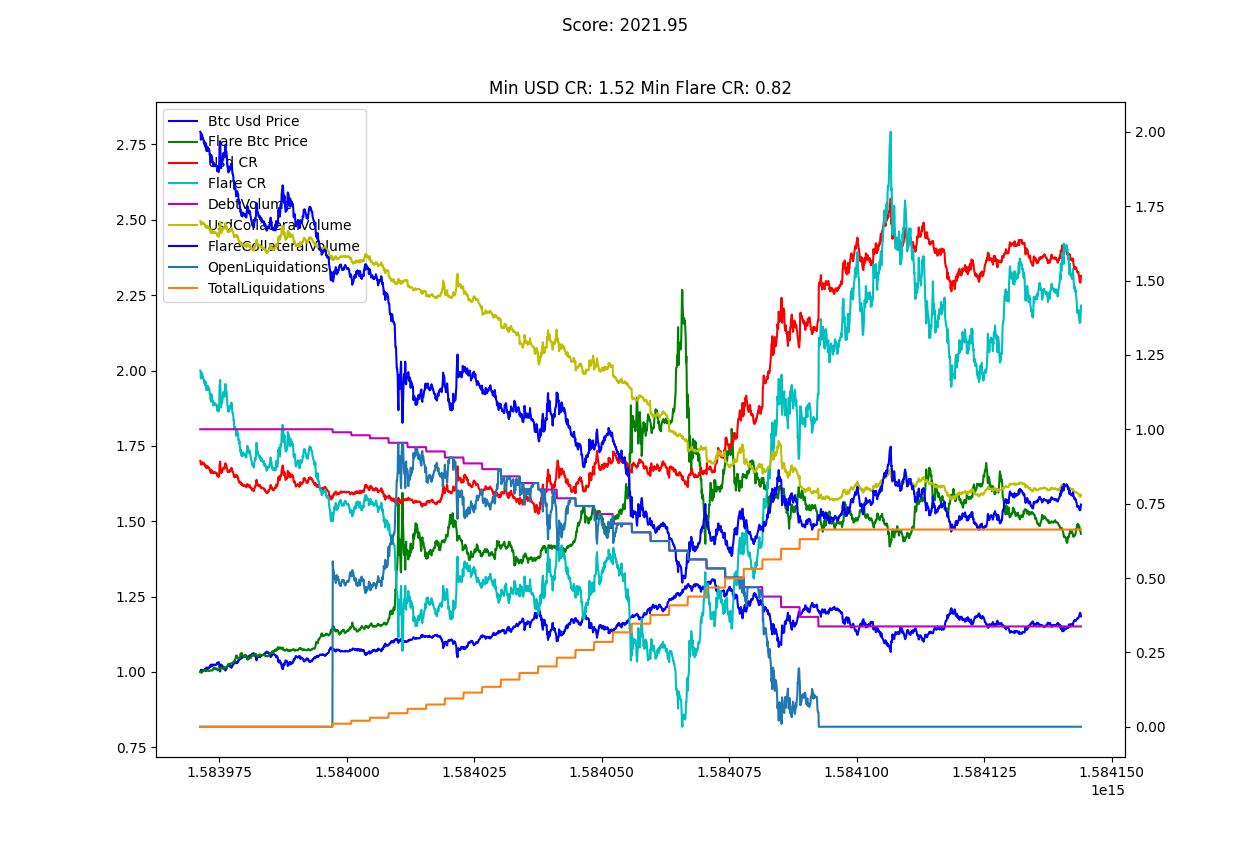 Score: 2021.95
Min USD CR: 1.52 Min Flare CR: 0.82
Btc Usd Price
Flare Btc Price
Usd CR
Flare CR
DebtVolume
UsdCollateralVolume
FlareCollateralVolume
OpenLiquidations
TotalLiquidations
2.75
2.50
2.25
2.00
1.75
1.50
1.25
1.00
0.75
2.00
1.75
1.50
1.25
1.00
0.75
0.50
0.25
0.00
1.583975 1.584000 1.584025 1.584050 1.584075 1.584100 1.584125 1.584150
1e15